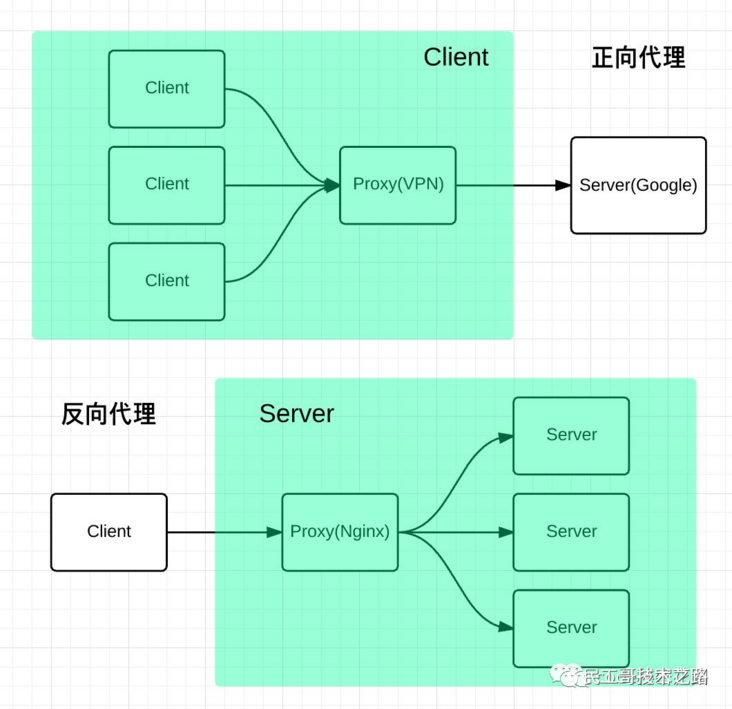 Client
正向代理
Client
Client
Proxy(VPN)
Server(Google)
Client
反向代理
Server
Server
Client
Proxy(Nginx)
Server
Server
民工哥技术之路